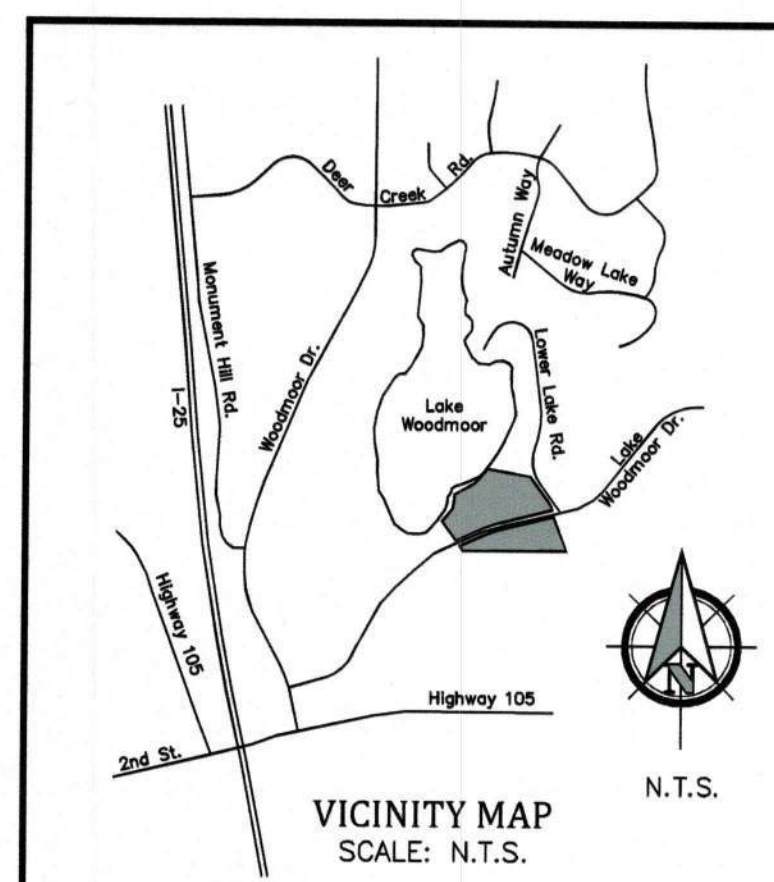 Deer
Creek
Rd.
Autumn Way
Meadow Lake
Way
Monument Hill Rd.
I-25
Woodmoor Dr.
Lower Lake Rd.
Lake
Woodmoor
Lake
Woodmoor Dr.
Highway 105
Highway 105
2nd St.
N
N.T.S.
VICINITY MAP
SCALE: N.T.S.